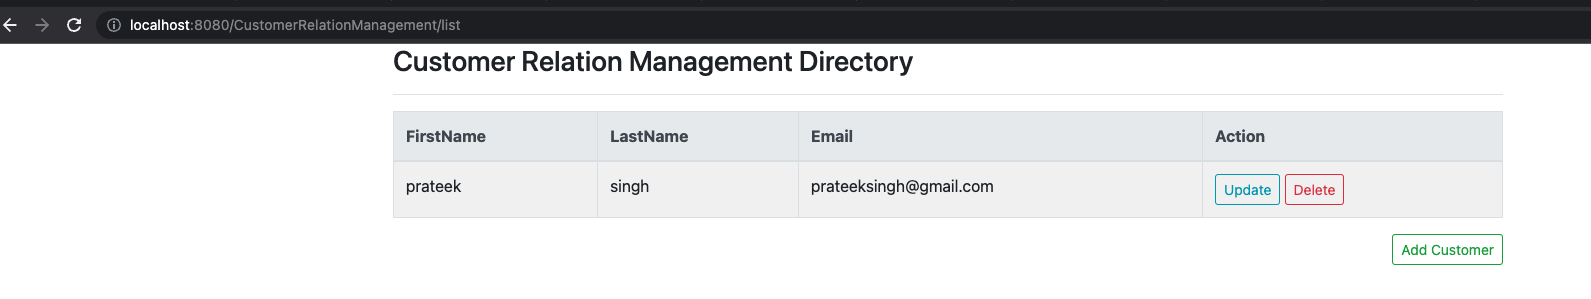 localhost:8080/CustomerRelationManagement/list
Customer Relation Management Directory
FirstName LastName Email Action
prateek singh prateeksingh@gmail.com Update Delete
Add Customer